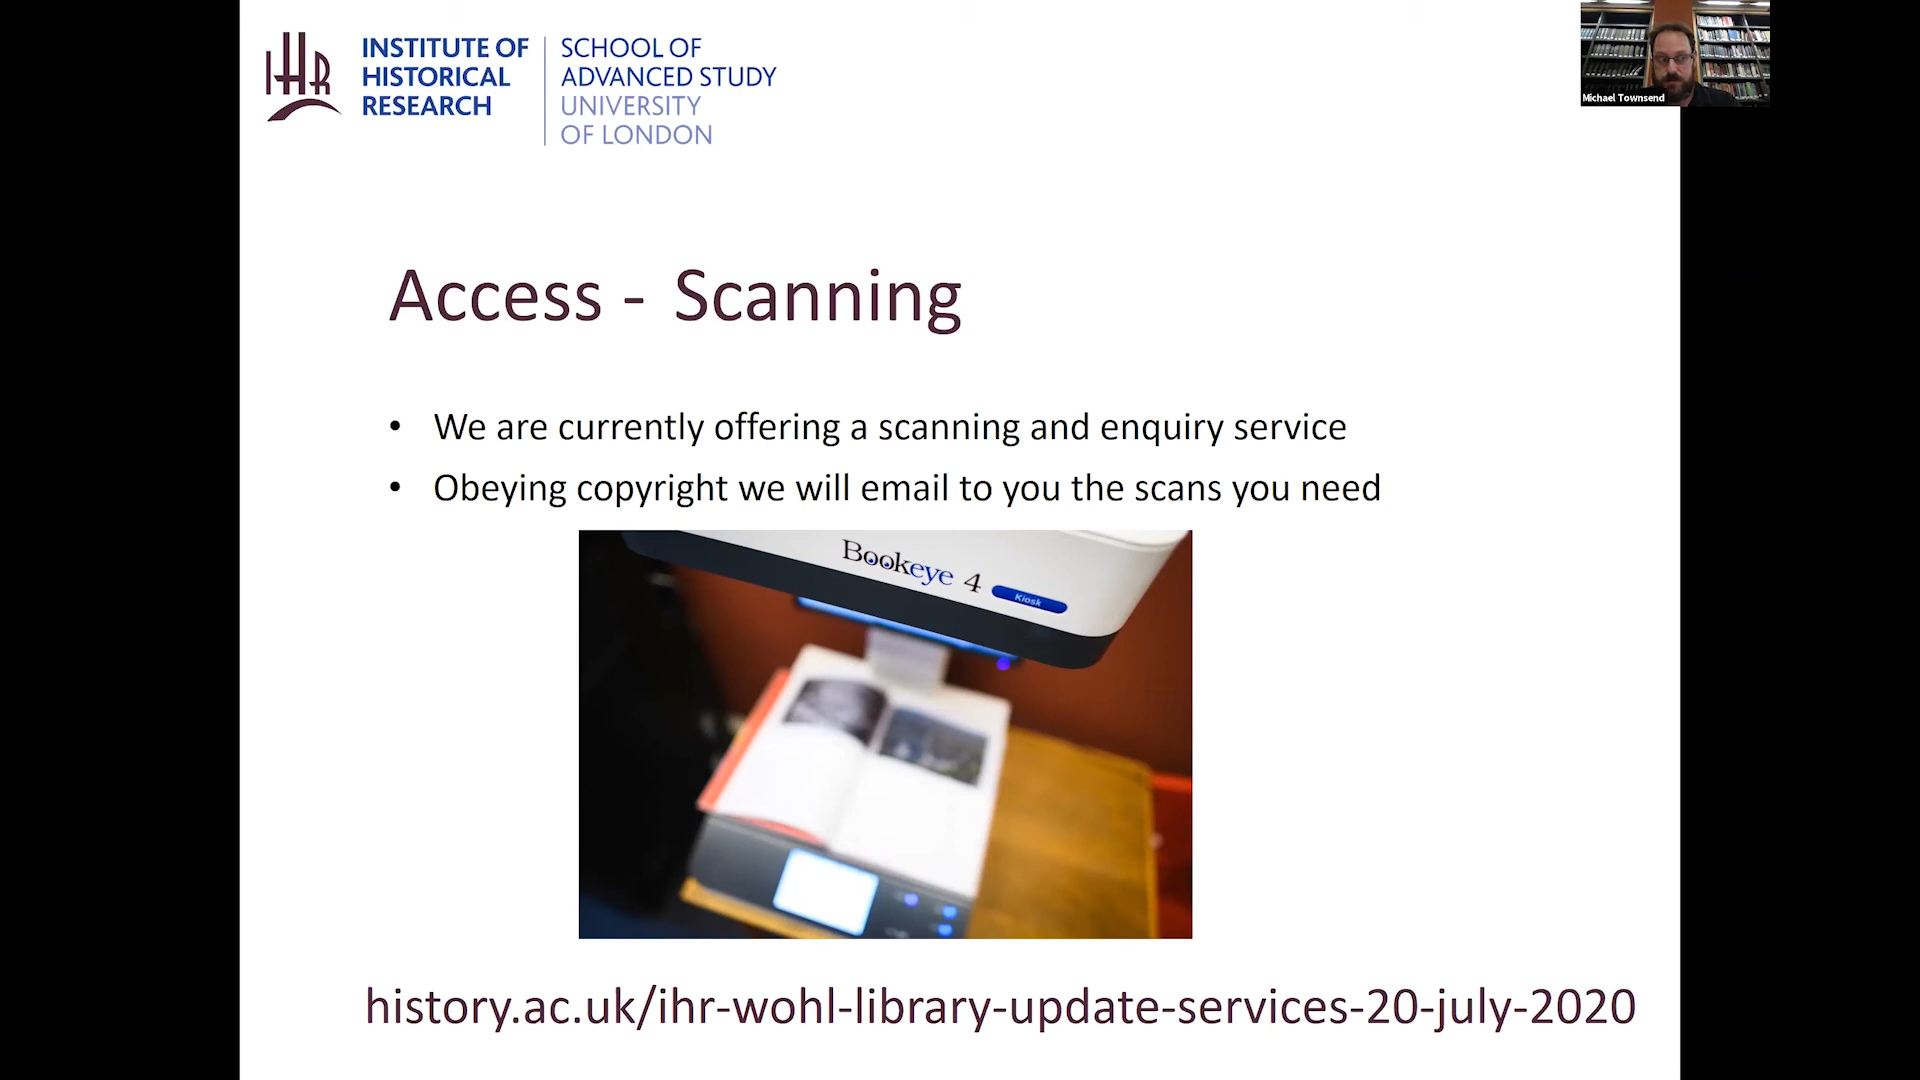 IHR
INSTITUTE OF
HISTORICAL
RESEARCH
SCHOOL OF
ADVANCED STUDY
UNIVERSITY
OF LONDON
Michael Townsend
Access - Scanning
• We are currently offering a scanning and enquiry service
• Obeying copyright we will email to you the scans you need
Bookeye 4 Kiosk
history.ac.uk/ihr-wohl-library-update-services-20-july-2020